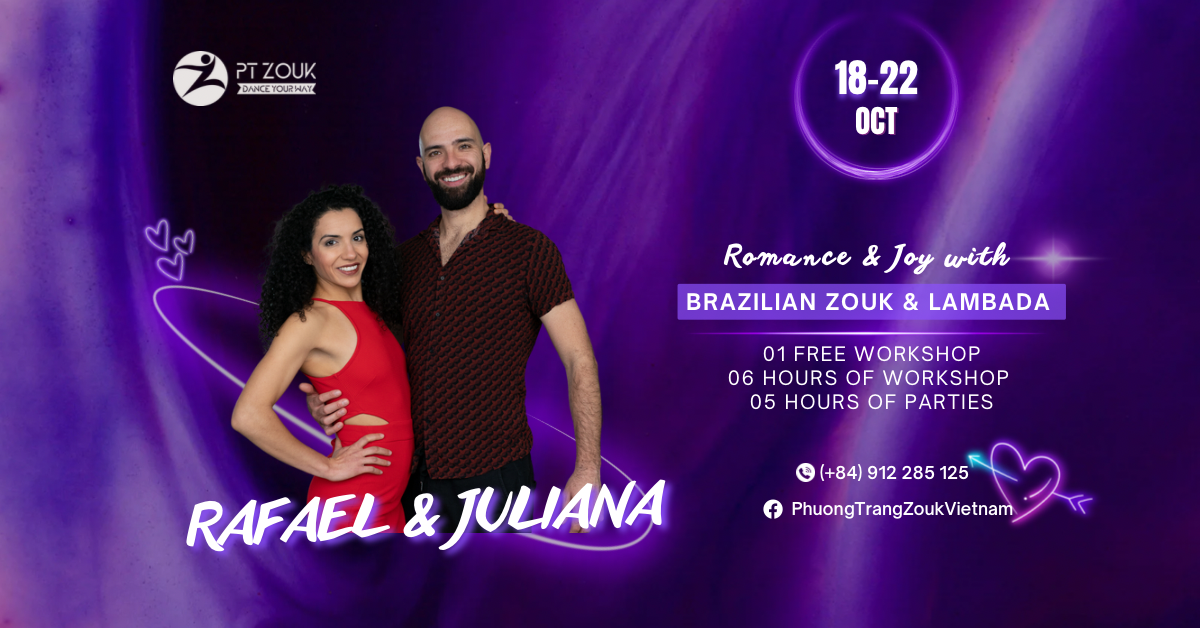 PT ZOUK
DANCE YOUR WAY
18-22
OCT
Romance & Joy with
BRAZILIAN ZOUK & LAMBADA
01 FREE WORKSHOP
06 HOURS OF WORKSHOP
05 HOURS OF PARTIES
(+84) 912 285 125
PhuongTrangZoukVietnam
RAFAEL & JULIANA